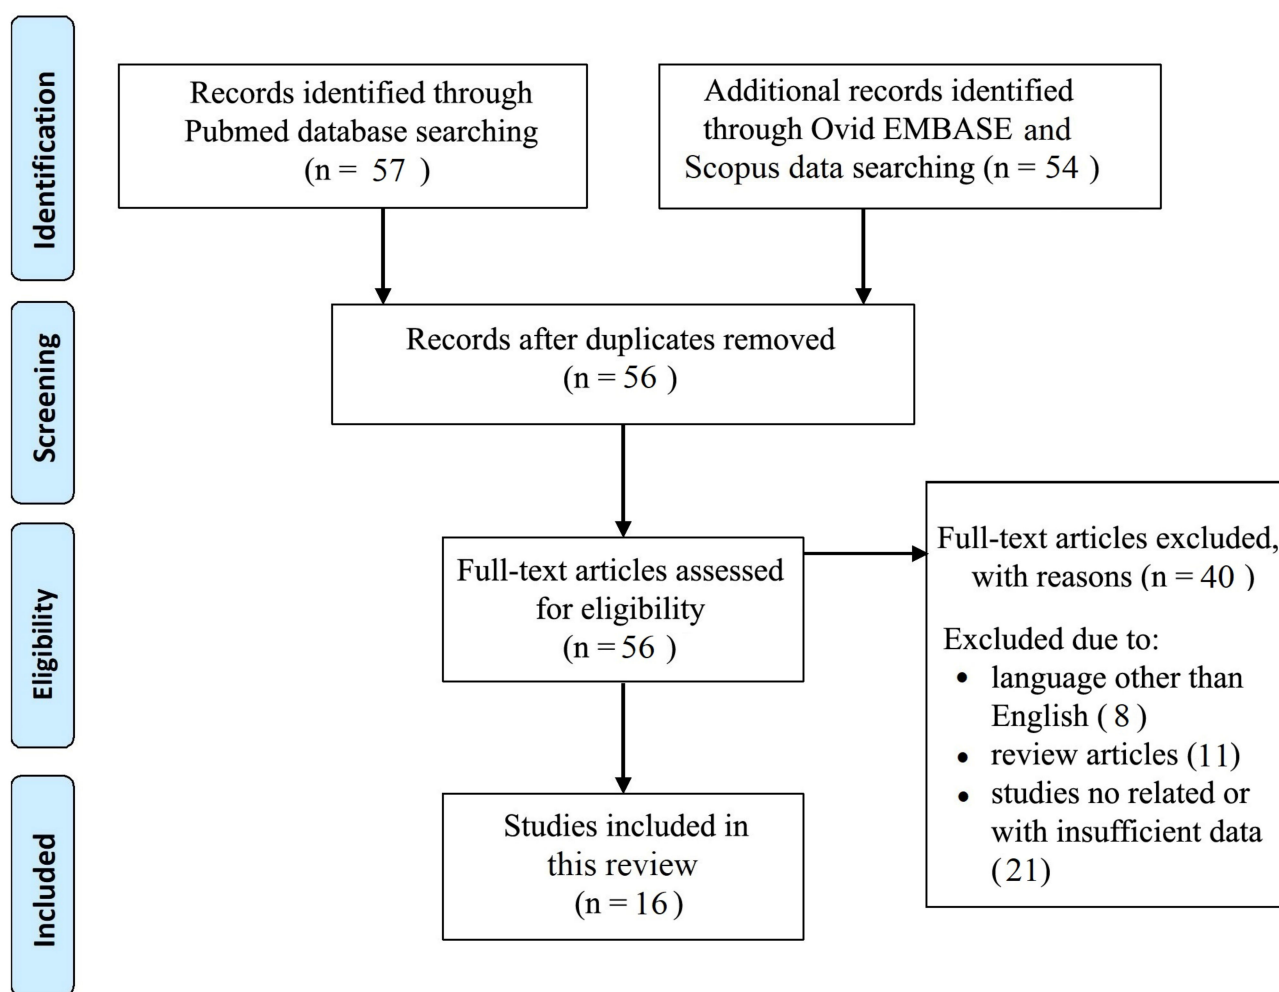 Identification
Records identified through
Pubmed database searching
(n = 57 )
Additional records identified
through Ovid EMBASE and
Scopus data searching (n = 54 )
Screening
Records after duplicates removed
(n = 56 )
Eligibility
Full-text articles assessed
for eligibility
(n = 56 )
Full-text articles excluded,
with reasons (n = 40 )
Excluded due to:
• language other than
English ( 8 )
• review articles (11)
• studies no related or
with insufficient data
( 21)
Included
Studies included in
this review
(n = 16 )